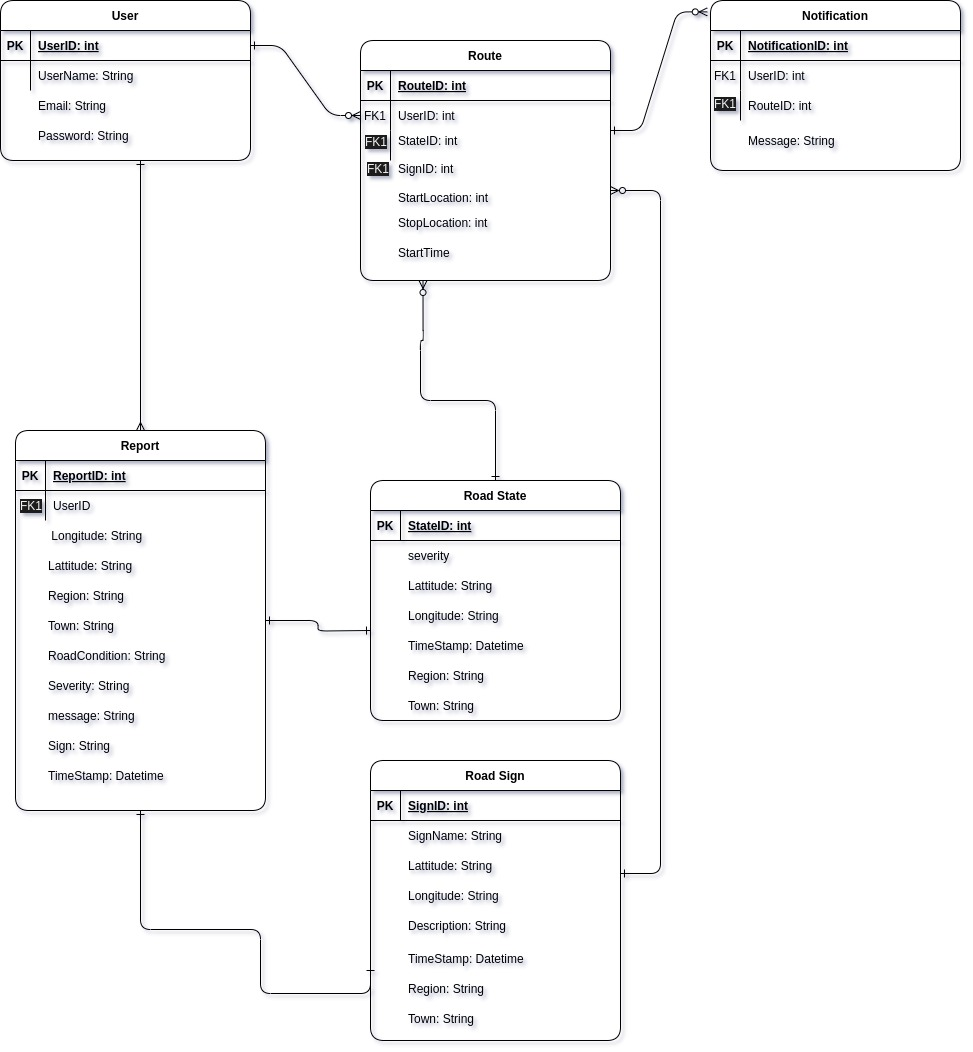 User
PK UserID: int
UserName: String
Email: String
Password: String
Route
PK RouteID: int
FK1 UserID: int
FK1 StateID: int
FK1 SignID: int
StartLocation: int
StopLocation: int
StartTime
Notification
PK NotificationID: int
FK1 UserID: int
FK1 RouteID: int
Message: String
Report
PK ReportID: int
FK1 UserID
Longitude: String
Lattitude: String
Region: String
Town: String
RoadCondition: String
Severity: String
message: String
Sign: String
TimeStamp: Datetime
Road State
PK StateID: int
severity
Lattitude: String
Longitude: String
TimeStamp: Datetime
Region: String
Town: String
Road Sign
PK SignID: int
SignName: String
Lattitude: String
Longitude: String
Description: String
TimeStamp: Datetime
Region: String
Town: String